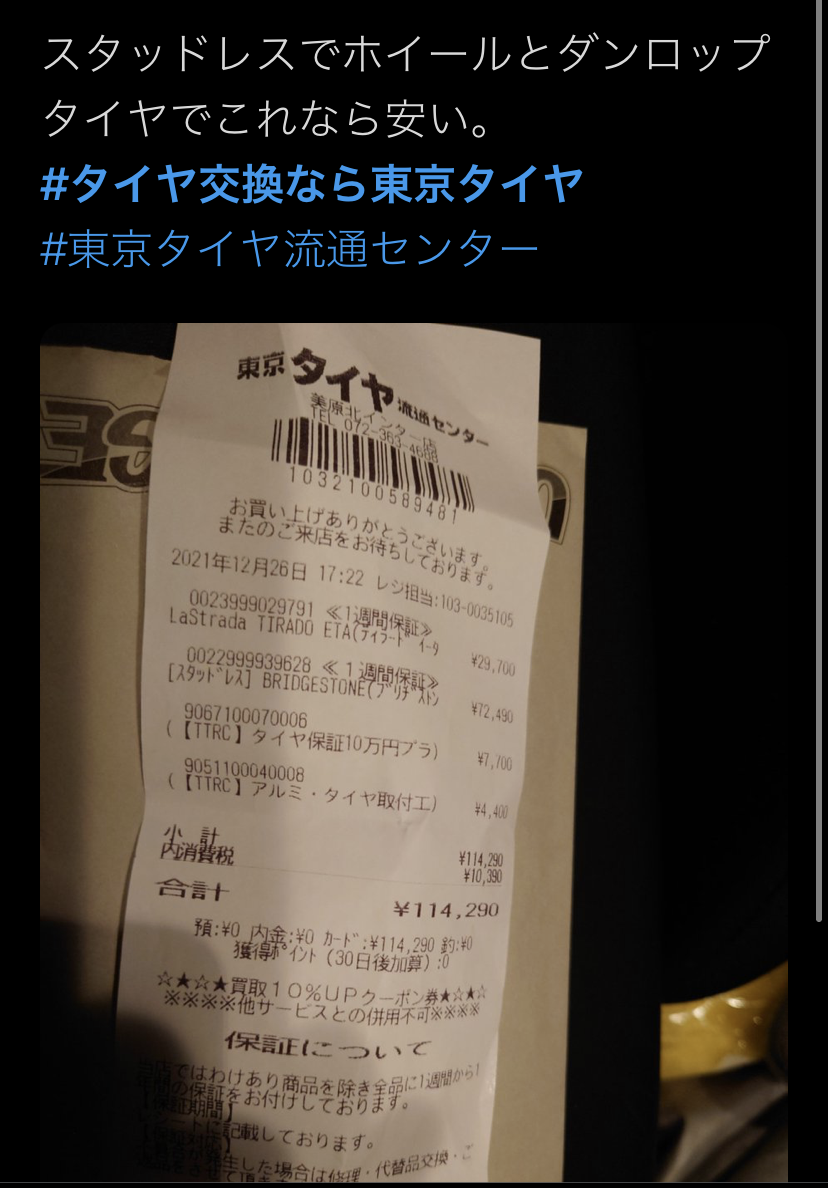 スタッドレスでホイールとダンロップ
タイヤでこれなら安い。
#タイヤ交換なら東京タイヤ
#東京タイヤ流通センター
東京 タイヤ 流通センター
美原北インター店
TEL 072-363-4688
1032100589481
お買い上げありがとうございます。
またのご来店をお待ちしております。
2021年12月26日 17:22 レジ担当:103-0035105
0023999029791 ≪1週間保証≫
LaStrada TIRADO ETA(ティラード イータ ¥29,700
0022999939628 ≪1週間保証≫
[スタッドレス] BRIDGESTONE(ブリヂストン ¥72,490
9067100070006
(【TTRC】タイヤ保証10万円プラ) ¥7,700
9051100040008
(【TTRC】アルミ・タイヤ取付工) ¥4,400
小 計 ¥114,290
内消費税 ¥10,390
合計 ¥114,290
預:¥0 内金:¥0 カード:¥114,290 釣:¥0
獲得ポイント(30日後加算):0
☆★☆★買取10%UPクーポン券★☆★☆
※※※※他サービスとの併用不可※※※※
保証について
当店ではわけあり商品を除き全品に1週間から1
の保証をお付けしております。
保証期間】
に記載しております。
した場合は修理・代替品交換・ご